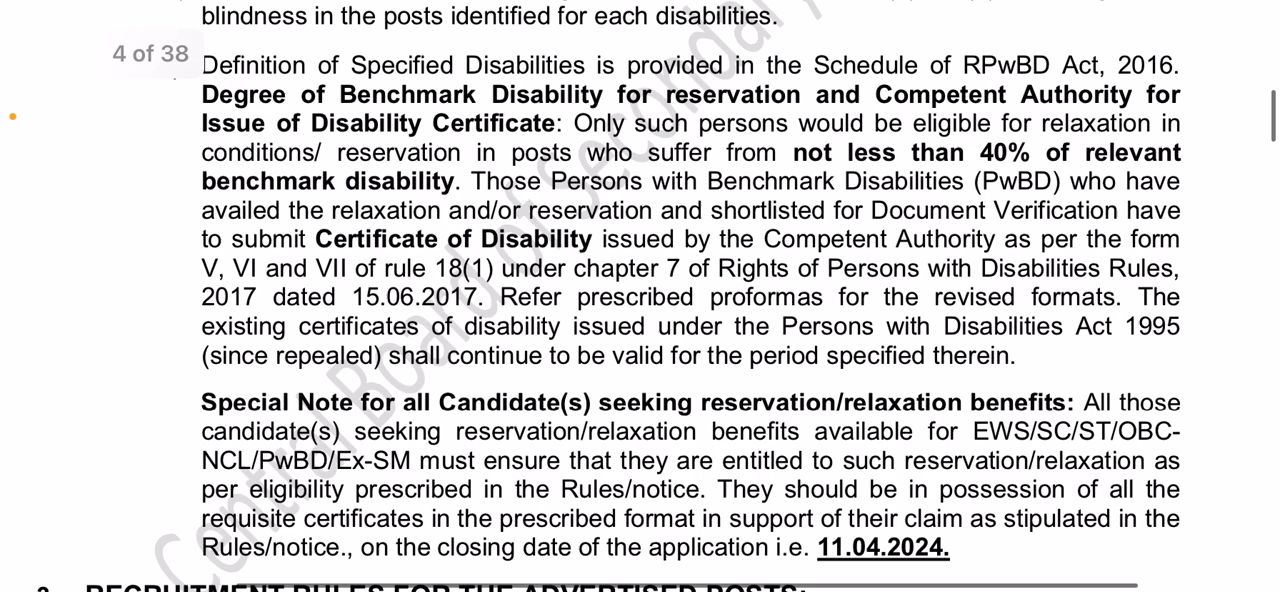 blindness in the posts identified for each disabilities.
4 of 38
Definition of Specified Disabilities is provided in the Schedule of RPwBD Act, 2016.
Degree of Benchmark Disability for reservation and Competent Authority for
Issue of Disability Certificate: Only such persons would be eligible for relaxation in
conditions/ reservation in posts who suffer from not less than 40% of relevant
benchmark disability. Those Persons with Benchmark Disabilities (PwBD) who have
availed the relaxation and/or reservation and shortlisted for Document Verification have
to submit Certificate of Disability issued by the Competent Authority as per the form
V, VI and VII of rule 18(1) under chapter 7 of Rights of Persons with Disabilities Rules,
2017 dated 15.06.2017. Refer prescribed proformas for the revised formats. The
existing certificates of disability issued under the Persons with Disabilities Act 1995
(since repealed) shall continue to be valid for the period specified therein.
Special Note for all Candidate(s) seeking reservation/relaxation benefits: All those
candidate(s) seeking reservation/relaxation benefits available for EWS/SC/ST/OBC-
NCL/PwBD/Ex-SM must ensure that they are entitled to such reservation/relaxation as
per eligibility prescribed in the Rules/notice. They should be in possession of all the
requisite certificates in the prescribed format in support of their claim as stipulated in the
Rules/notice., on the closing date of the application i.e. 11.04.2024.
RECRUITMENT RULES FOR THE ADVERTISED POSTS:
Central Board of Secondary